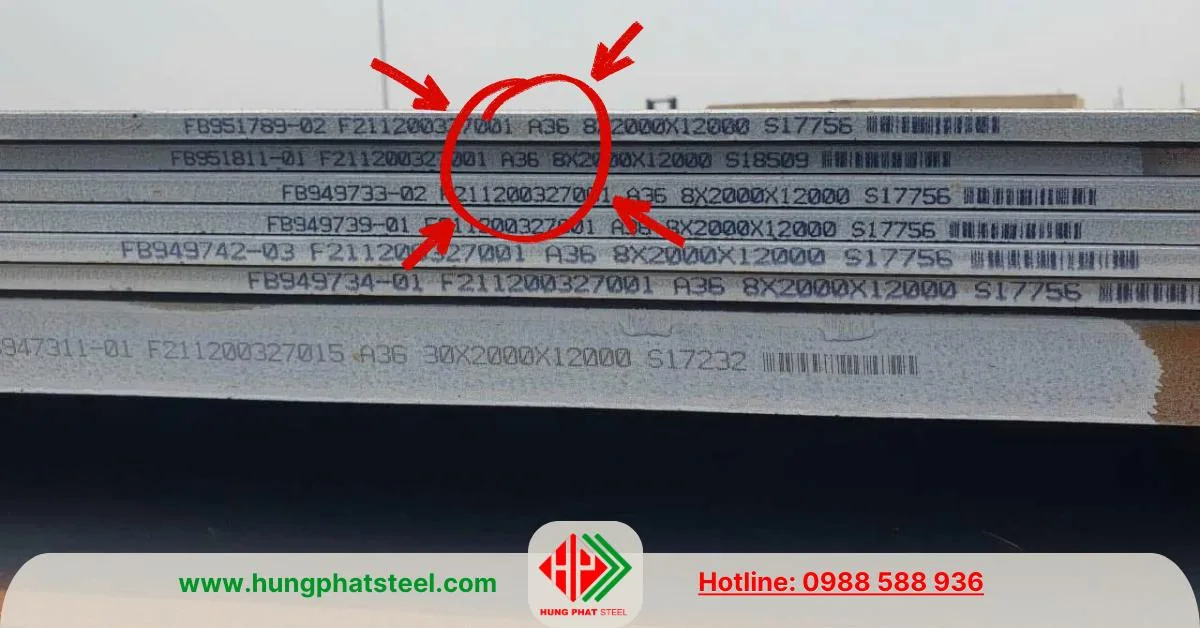 FB951789-02 F211200327001 A36 8X2000X12000 S17756
FB951811-01 F211200327001 A36 8X2000X12000 S18509
FB949733-02 F211200327001 A36 8X2000X12000 S17756
FB949739-01 F211200327001 A36 8X2000X12000 S17756
FB949742-03 F211200327001 A36 8X2000X12000 S17756
FB949734-01 F211200327001 A36 8X2000X12000 S17756
F211200327015 A36 30X2000X12000 S17232
www.hungphatsteel.com
HP
HUNG PHAT STEEL
Hotline: 0988 588 936